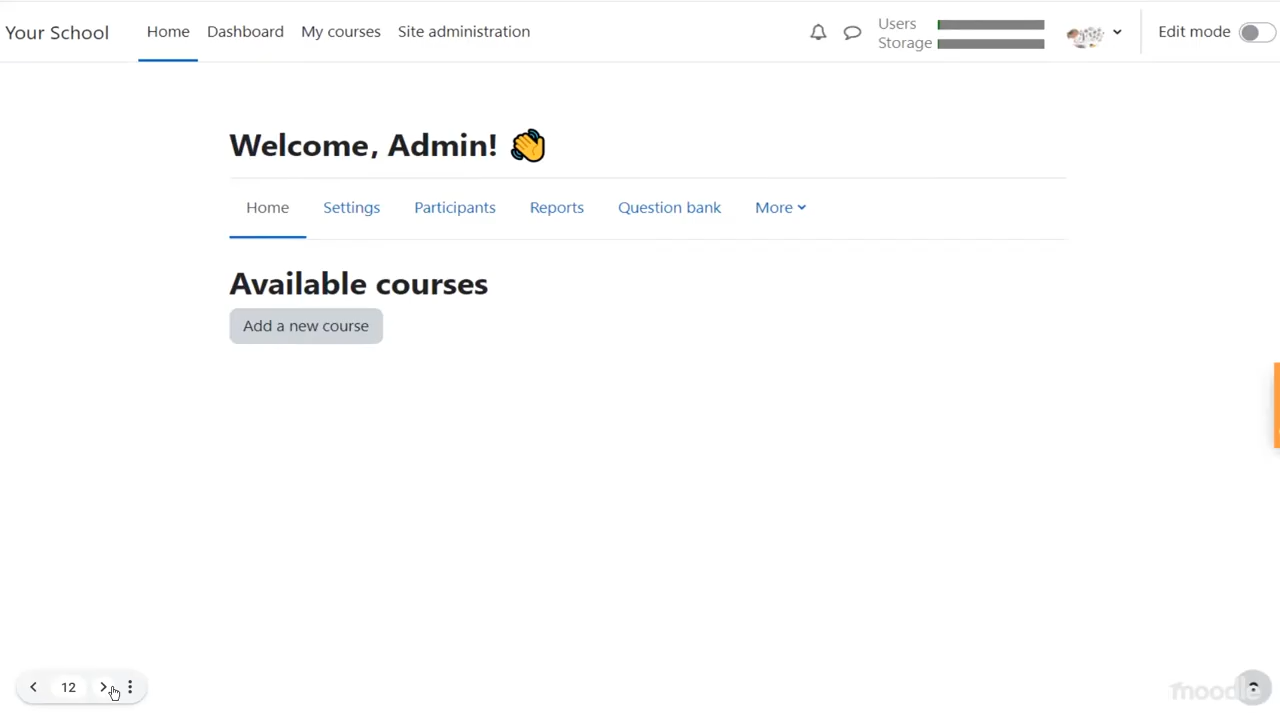 Your School Home Dashboard My courses Site administration Users Edit mode
Storage
Welcome, Admin! 👋
Home Settings Participants Reports Question bank More
Available courses
Add a new course
12
moodle